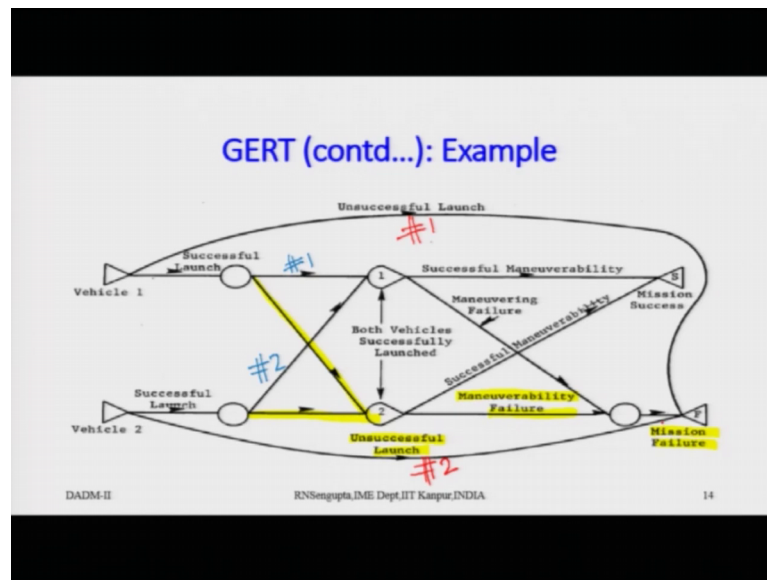 GERT (contd...): Example
Unsuccessful Launch
#1
Successful
Launch
#1
1
Successful Maneuverability
S
Vehicle 1
Mission
Success
Maneuvering
Failure
Both Vehicles
Successfully
Launched
Successful Maneuverability
#2
Successful
Launch
Vehicle 2
2
Maneuverability
Failure
F
Mission
Failure
Unsuccessful
Launch
#2
DADM-II
RNSengupta,IME Dept,IIT Kanpur,INDIA
14